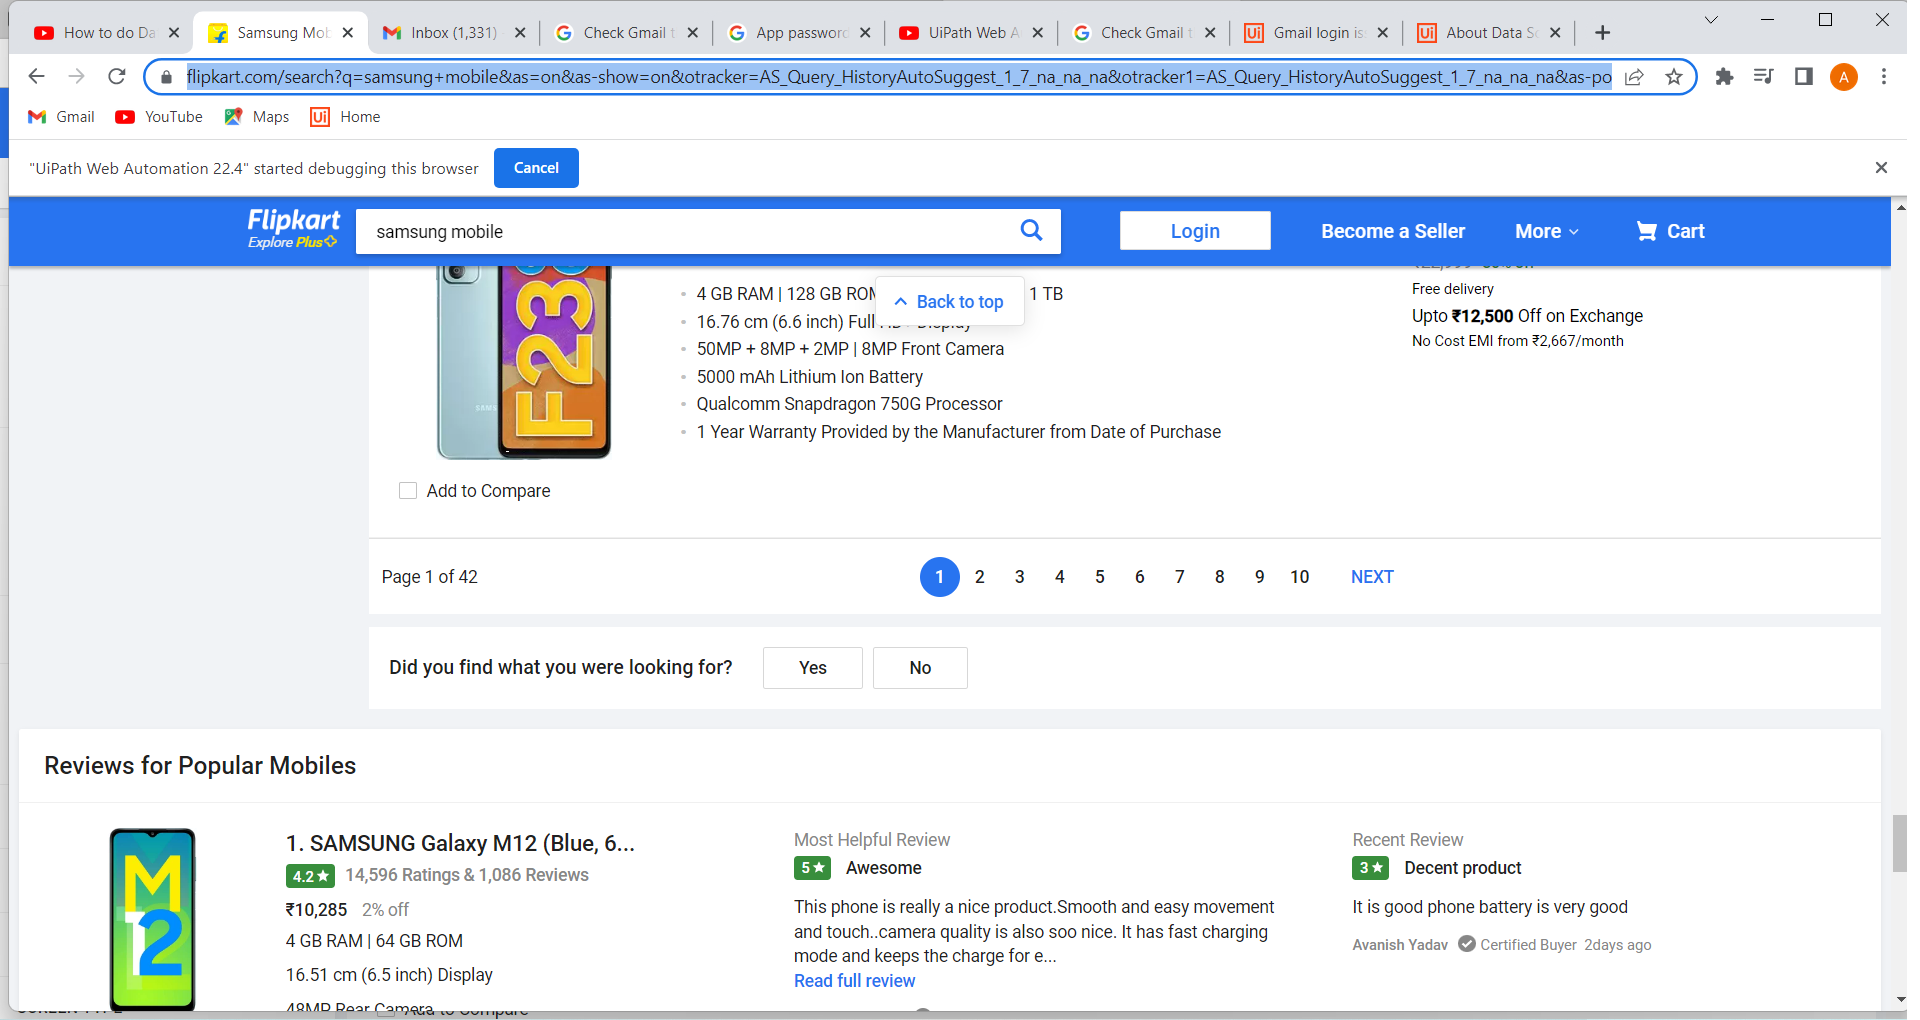 How to do Da
Samsung Mob
Inbox (1,331)
Check Gmail t
App password
UiPath Web A
Check Gmail t
Gmail login is
About Data Sc
flipkart.com/search?q=samsung+mobile&as=on&as-show=on&otracker=AS_Query_HistoryAutoSuggest_1_7_na_na_na&otracker1=AS_Query_HistoryAutoSuggest_1_7_na_na_na&as-po
A
Gmail
YouTube
Maps
Ui Home
"UiPath Web Automation 22.4" started debugging this browser
Cancel
Flipkart
Explore Plus
samsung mobile
Login
Become a Seller
More
Cart
F23
4 GB RAM | 128 GB ROM
1 TB
Back to top
16.76 cm (6.6 inch) Full HD+ Display
50MP + 8MP + 2MP | 8MP Front Camera
5000 mAh Lithium Ion Battery
Qualcomm Snapdragon 750G Processor
1 Year Warranty Provided by the Manufacturer from Date of Purchase
Free delivery
Upto ₹12,500 Off on Exchange
No Cost EMI from ₹2,667/month
Add to Compare
Page 1 of 42
1 2 3 4 5 6 7 8 9 10 NEXT
Did you find what you were looking for?
Yes
No
Reviews for Popular Mobiles
M12
1. SAMSUNG Galaxy M12 (Blue, 6...
4.2★ 14,596 Ratings & 1,086 Reviews
₹10,285 2% off
4 GB RAM | 64 GB ROM
16.51 cm (6.5 inch) Display
48MP Rear Camera
Add to Compare
Most Helpful Review
5★ Awesome
This phone is really a nice product.Smooth and easy movement
and touch..camera quality is also soo nice. It has fast charging
mode and keeps the charge for e...
Read full review
Recent Review
3★ Decent product
It is good phone battery is very good
Avanish Yadav Certified Buyer 2days ago